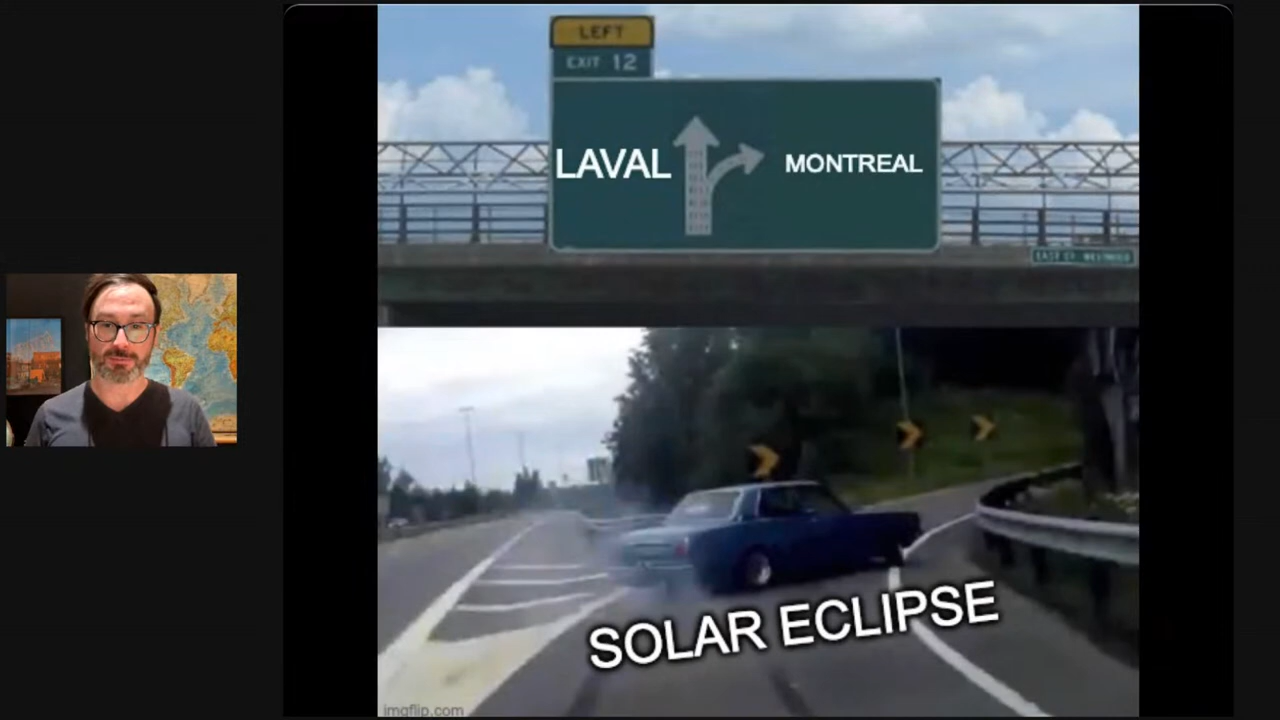 LEFT
EXIT 12
LAVAL
MONTREAL
SOLAR ECLIPSE
imgflip.com